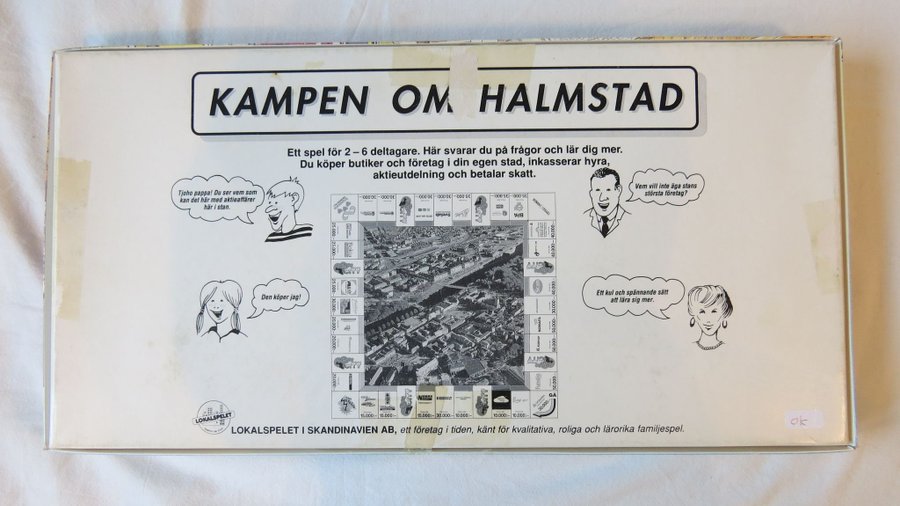 KAMPEN OM HALMSTAD
Ett spel för 2 – 6 deltagare. Här svarar du på frågor och lär dig mer.
Du köper butiker och företag i din egen stad, inkasserar hyra,
aktieutdelning och betalar skatt.
Tjoho pappa! Du ser vem som
kan det här med aktieaffärer
här i stan.
Vem vill inte äga stans
största företag?
Den köper jag!
Ett kul och spännande sätt
att lära sig mer.
GÅ
LOKALSPELET
LOKALSPELET I SKANDINAVIEN AB, ett företag i tiden, känt för kvalitativa, roliga och lärorika familjespel.
OK